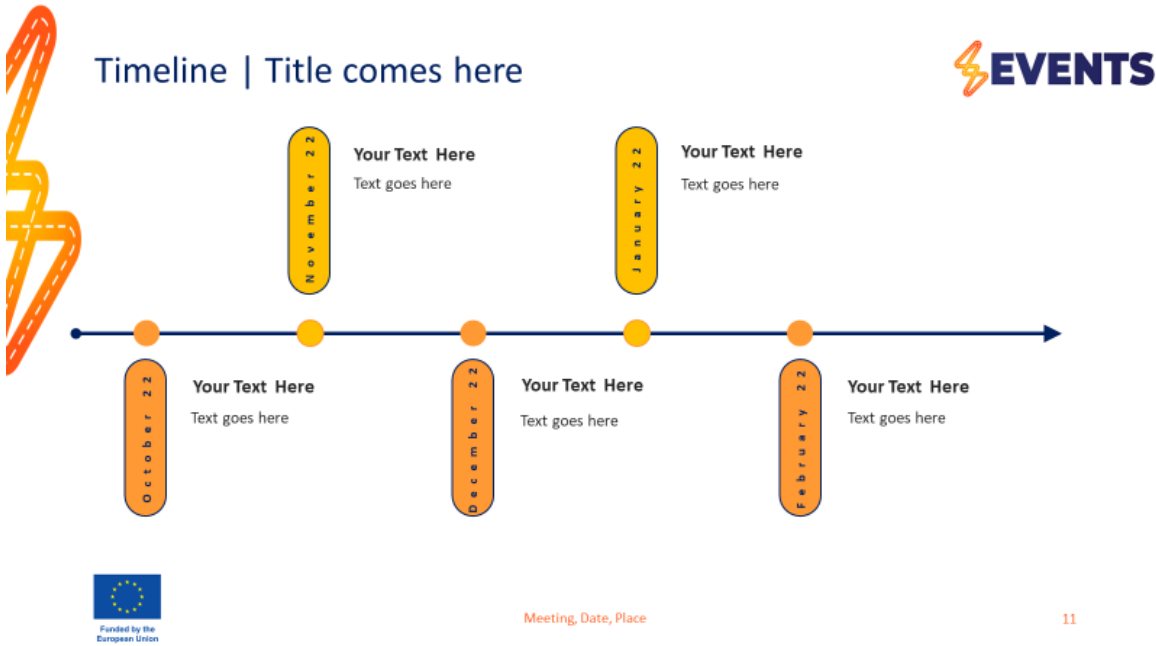 Timeline | Title comes here
EVENTS
November 22
Your Text Here
Text goes here
January 22
Your Text Here
Text goes here
October 22
Your Text Here
Text goes here
December 22
Your Text Here
Text goes here
February 22
Your Text Here
Text goes here
Funded by the
European Union
Meeting, Date, Place
11